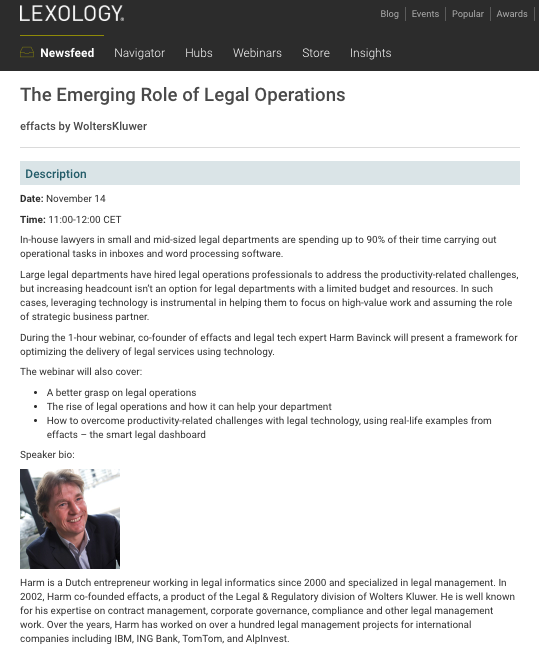 LEXOLOGY.
Blog Events Popular Awards
Newsfeed Navigator Hubs Webinars Store Insights
The Emerging Role of Legal Operations
effacts by WoltersKluwer
Description
Date: November 14
Time: 11:00-12:00 CET
In-house lawyers in small and mid-sized legal departments are spending up to 90% of their time carrying out
operational tasks in inboxes and word processing software.
Large legal departments have hired legal operations professionals to address the productivity-related challenges,
but increasing headcount isn't an option for legal departments with a limited budget and resources. In such
cases, leveraging technology is instrumental in helping them to focus on high-value work and assuming the role
of strategic business partner.
During the 1-hour webinar, co-founder of effacts and legal tech expert Harm Bavinck will present a framework for
optimizing the delivery of legal services using technology.
The webinar will also cover:
• A better grasp on legal operations
• The rise of legal operations and how it can help your department
• How to overcome productivity-related challenges with legal technology, using real-life examples from
effacts – the smart legal dashboard
Speaker bio:
Harm is a Dutch entrepreneur working in legal informatics since 2000 and specialized in legal management. In
2002, Harm co-founded effacts, a product of the Legal & Regulatory division of Wolters Kluwer. He is well known
for his expertise on contract management, corporate governance, compliance and other legal management
work. Over the years, Harm has worked on over a hundred legal management projects for international
companies including IBM, ING Bank, TomTom, and AlpInvest.